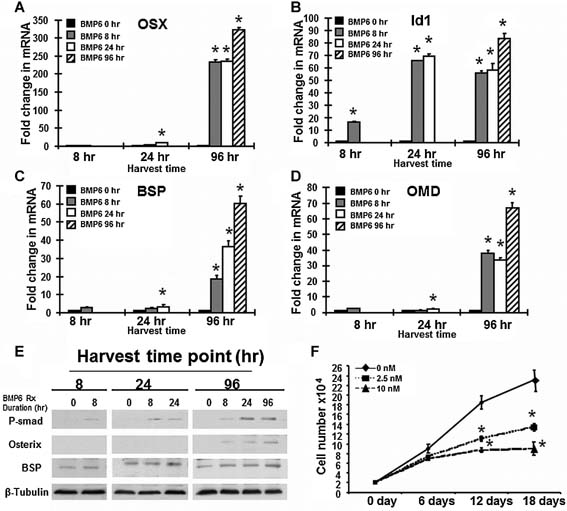 A
OSX
Fold change in mRNA
350
300
250
200
150
100
50
0
BMP6 0 hr
BMP6 8 hr
BMP6 24 hr
BMP6 96 hr
*
* *
*
8 hr
24 hr
96 hr
Harvest time
B
Id1
Fold change in mRNA
100
90
80
70
60
50
40
30
20
10
0
BMP6 0 hr
BMP6 8 hr
BMP6 24 hr
BMP6 96 hr
*
* *
* * *
8 hr
24 hr
96 hr
Harvest time
C
BSP
Fold change in mRNA
70
60
50
40
30
20
10
0
BMP6 0 hr
BMP6 8 hr
BMP6 24 hr
BMP6 96 hr
*
* * *
8 hr
24 hr
96 hr
Harvest time
D
OMD
Fold change in mRNA
80
70
60
50
40
30
20
10
0
BMP6 0 hr
BMP6 8 hr
BMP6 24 hr
BMP6 96 hr
*
* * *
8 hr
24 hr
96 hr
Harvest time
E
Harvest time point (hr)
8 24 96
BMP6 Rx
Duration (hr)
0 8 0 8 24 0 8 24 96
P-smad
Osterix
BSP
β-Tubulin
F
Cell number x10⁴
26
24
22
20
18
16
14
12
10
8
6
4
2
0
0 nM
2.5 nM
10 nM
* *
* *
0 day
6 days
12 days
18 days